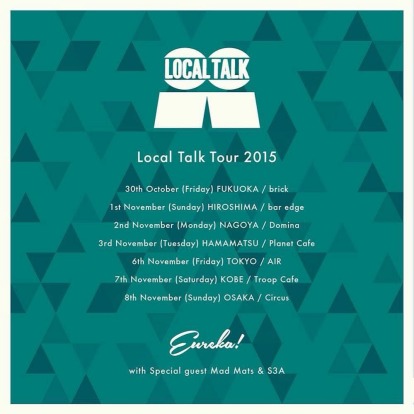 LOCAL TALK
Local Talk Tour 2015
30th October (Friday) FUKUOKA / brick
1st November (Sunday) HIROSHIMA / bar edge
2nd November (Monday) NAGOYA / Domina
3rd November (Tuesday) HAMAMATSU / Planet Cafe
6th November (Friday) TOKYO / AIR
7th November (Saturday) KOBE / Troop Cafe
8th November (Sunday) OSAKA / Circus
Eureka!
with Special guest Mad Mats & S3A